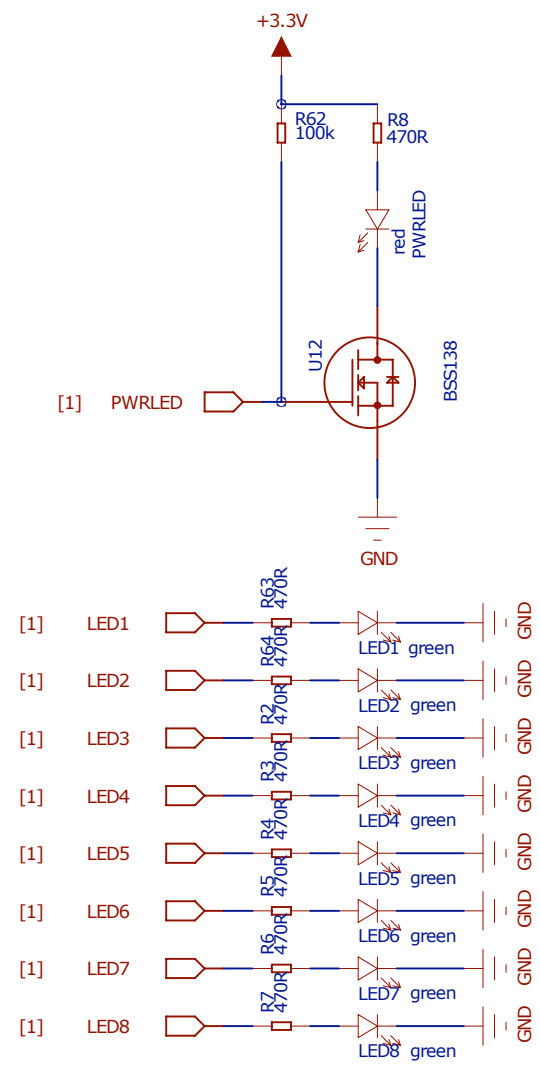 +3.3V
R62
100k
R8
470R
red
PWRLED
U12
BSS138
[1] PWRLED
GND
[1] LED1 R63 470R LED1 green GND
[1] LED2 R64 470R LED2 green GND
[1] LED3 R2 470R LED3 green GND
[1] LED4 R3 470R LED4 green GND
[1] LED5 R4 470R LED5 green GND
[1] LED6 R5 470R LED6 green GND
[1] LED7 R6 470R LED7 green GND
[1] LED8 R7 470R LED8 green GND